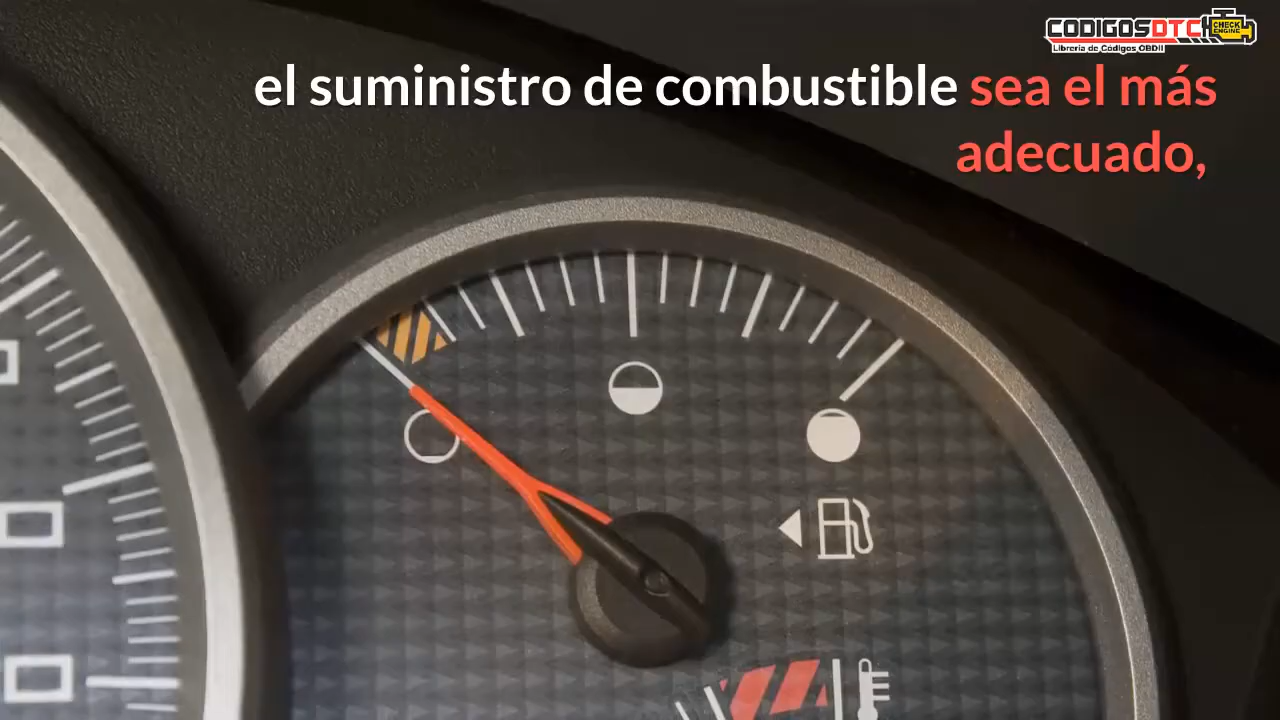 CODIGOSDTC
CHECK
ENGINE
Librería de Códigos OBDII
el suministro de combustible sea el más
adecuado,